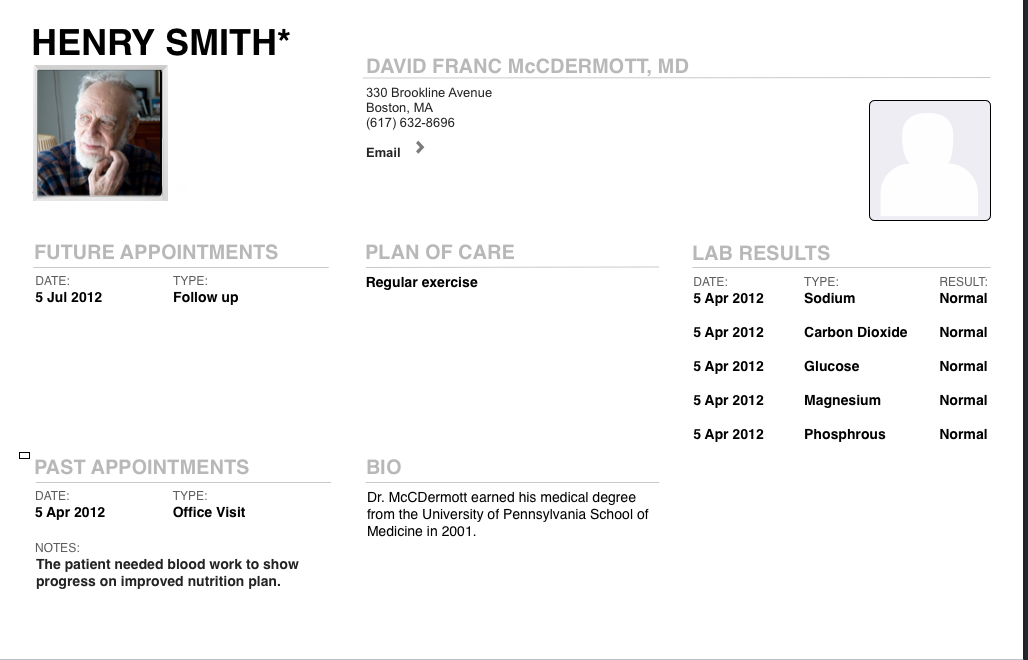 HENRY SMITH*
DAVID FRANC McCDERMOTT, MD
330 Brookline Avenue
Boston, MA
(617) 632-8696
Email
FUTURE APPOINTMENTS
DATE: TYPE:
5 Jul 2012 Follow up
PLAN OF CARE
Regular exercise
LAB RESULTS
DATE: TYPE: RESULT:
5 Apr 2012 Sodium Normal
5 Apr 2012 Carbon Dioxide Normal
5 Apr 2012 Glucose Normal
5 Apr 2012 Magnesium Normal
5 Apr 2012 Phosphrous Normal
PAST APPOINTMENTS
DATE: TYPE:
5 Apr 2012 Office Visit
NOTES:
The patient needed blood work to show
progress on improved nutrition plan.
BIO
Dr. McCDermott earned his medical degree
from the University of Pennsylvania School of
Medicine in 2001.